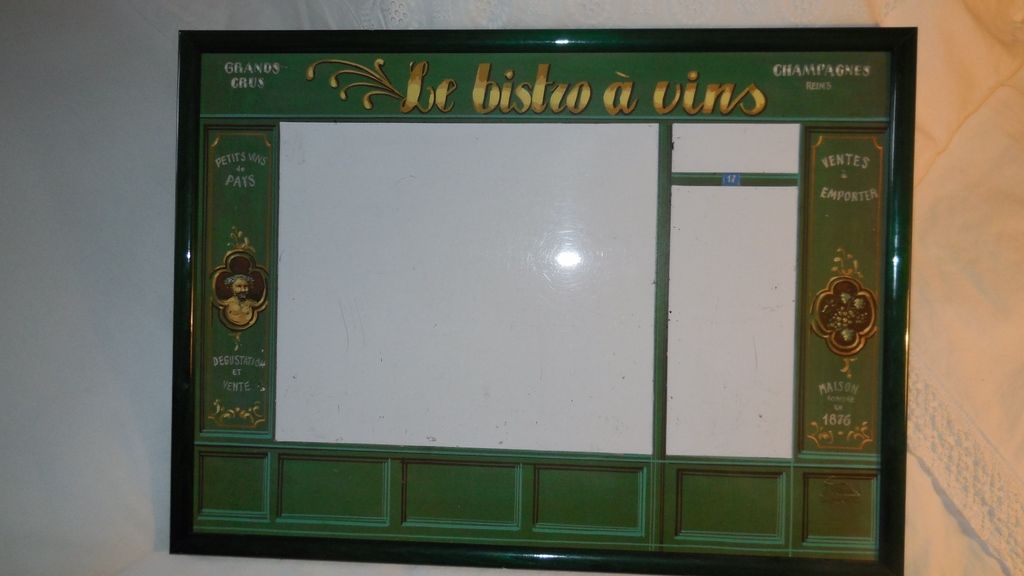 GRANDS
CRUS
Le bistro à vins
CHAMPAGNES
REIMS
PETITS VINS
de
PAYS
DEGUSTATION
ET
VENTE
17
VENTES
à
EMPORTER
MAISON
FONDÉE
EN
1876